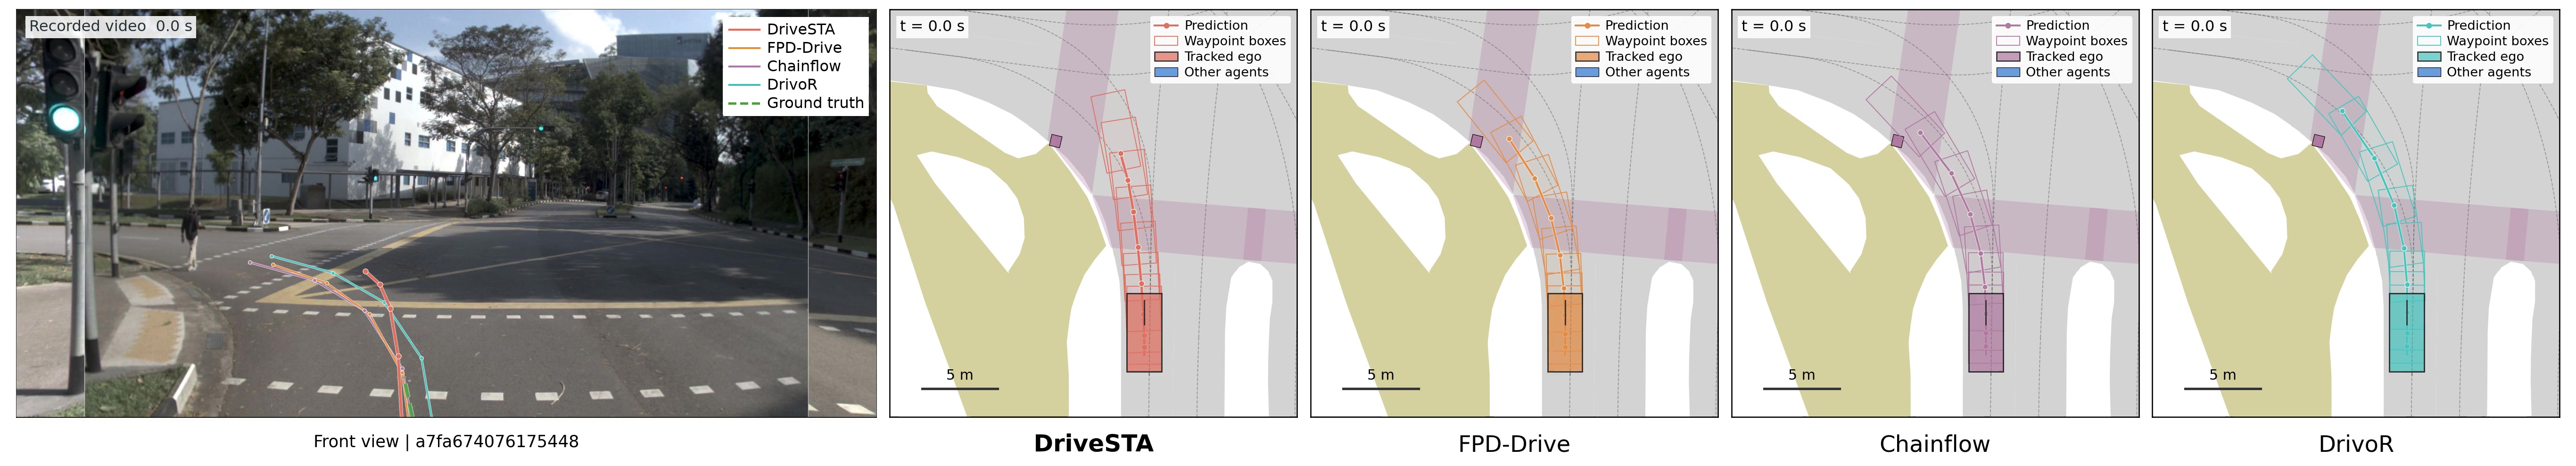 Recorded video 0.0 s
DriveSTA
FPD-Drive
Chainflow
DrivoR
Ground truth
Front view | a7fa674076175448
t = 0.0 s
Prediction
Waypoint boxes
Tracked ego
Other agents
5 m
DriveSTA
t = 0.0 s
Prediction
Waypoint boxes
Tracked ego
Other agents
5 m
FPD-Drive
t = 0.0 s
Prediction
Waypoint boxes
Tracked ego
Other agents
5 m
Chainflow
t = 0.0 s
Prediction
Waypoint boxes
Tracked ego
Other agents
5 m
DrivoR